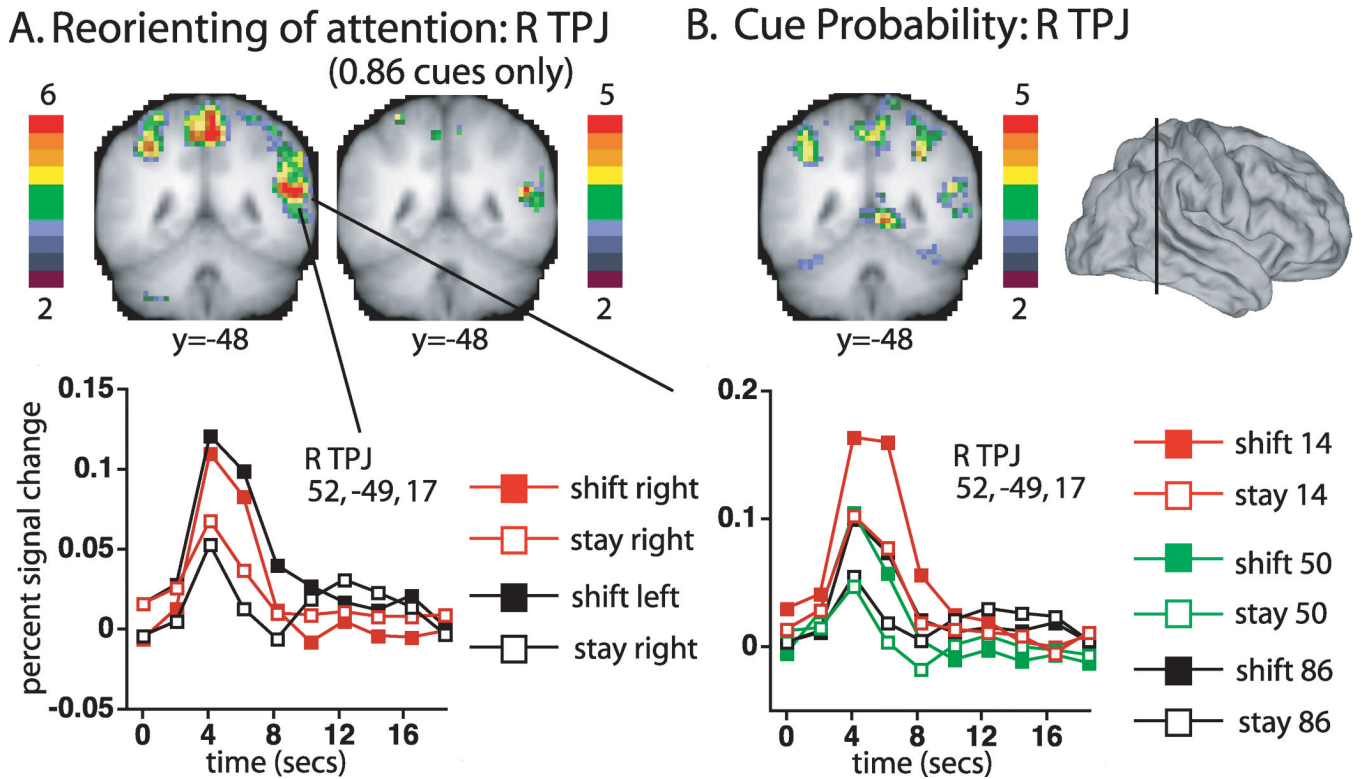 A. Reorienting of attention: R TPJ
(0.86 cues only)
6
2
y=-48
5
2
y=-48
0.15
0.1
0.05
0
-0.05
percent signal change
0
4
8
12
16
time (secs)
R TPJ
52, -49, 17
shift right
stay right
shift left
stay right
B. Cue Probability: R TPJ
5
2
y=-48
0.2
0.1
0
0
4
8
12
16
time (secs)
R TPJ
52, -49, 17
shift 14
stay 14
shift 50
stay 50
shift 86
stay 86